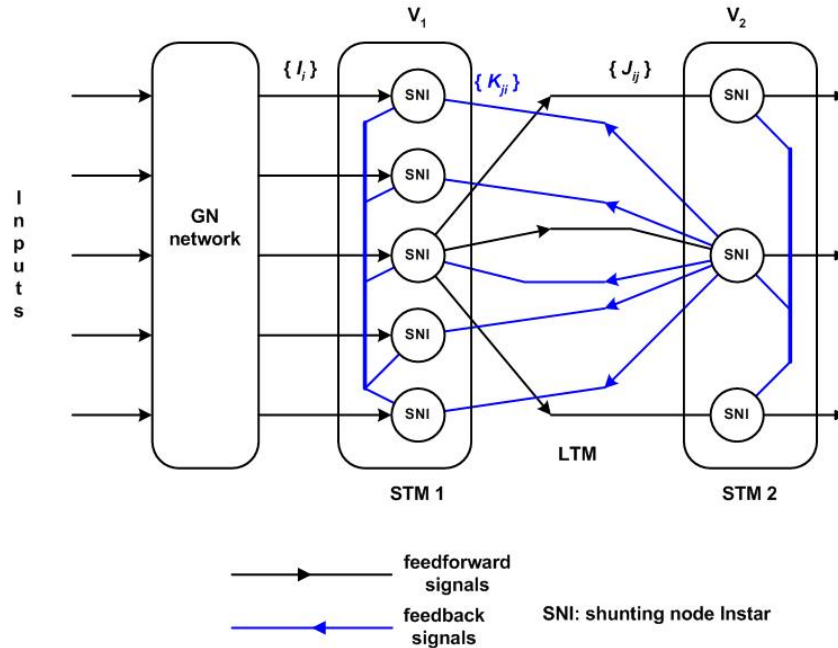 V1
V2
{ Ii }
{ Kji }
{ Jij }
SNI
SNI
SNI
SNI
SNI
SNI
SNI
SNI
Inputs
GN
network
LTM
STM 1
STM 2
feedforward
signals
feedback
signals
SNI: shunting node Instar